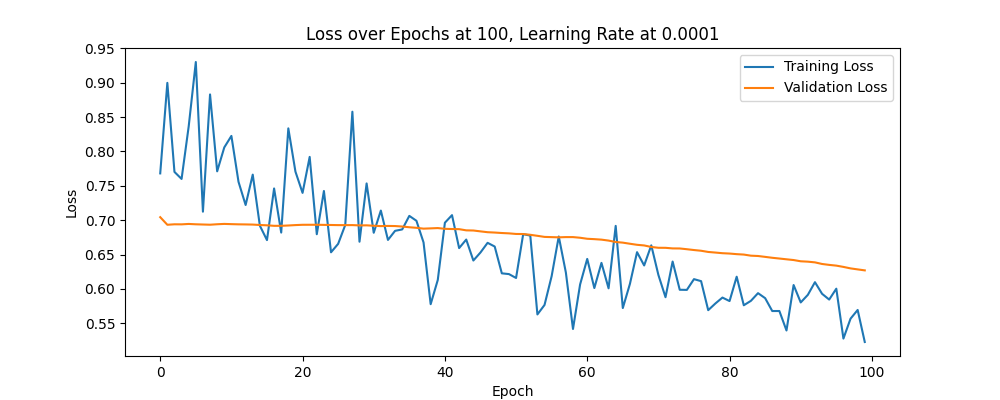 Loss over Epochs at 100, Learning Rate at 0.0001
Training Loss
Validation Loss
Loss
0.95
0.90
0.85
0.80
0.75
0.70
0.65
0.60
0.55
0 20 40 60 80 100
Epoch